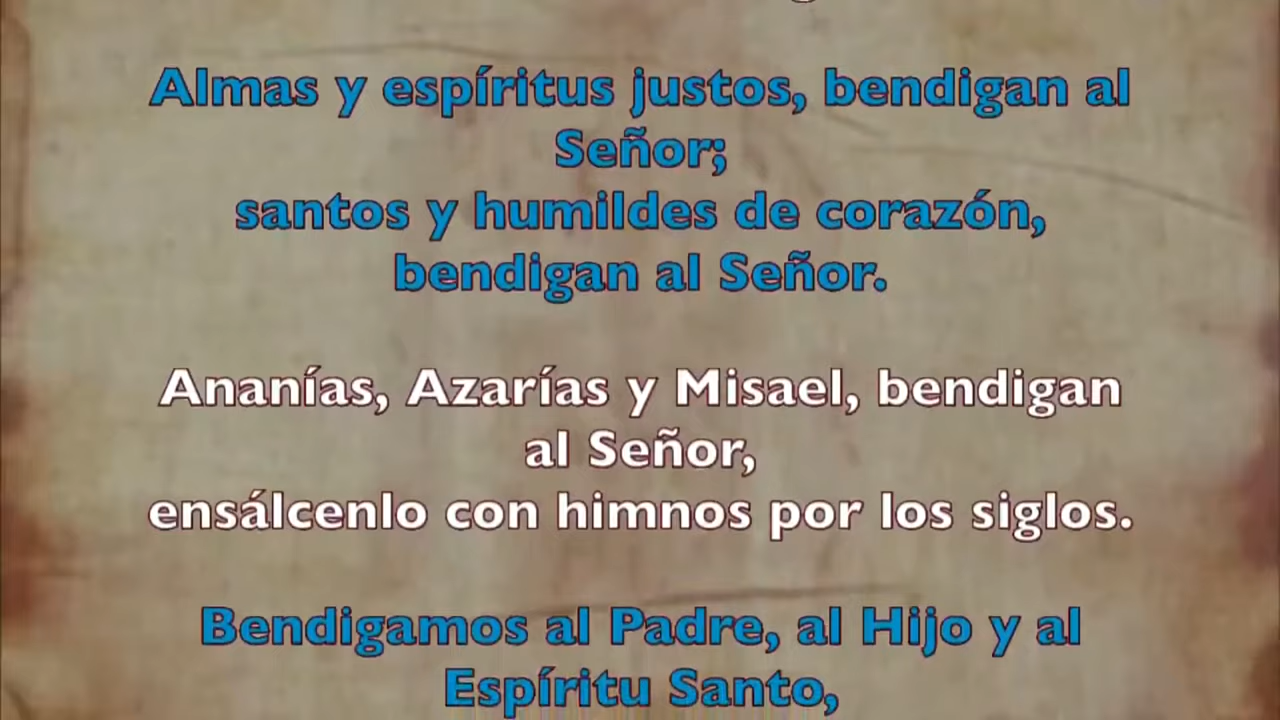 Almas y espíritus justos, bendigan al
Señor;
santos y humildes de corazón,
bendigan al Señor.
Ananías, Azarías y Misael, bendigan
al Señor,
ensálcenlo con himnos por los siglos.
Bendigamos al Padre, al Hijo y al
Espíritu Santo,